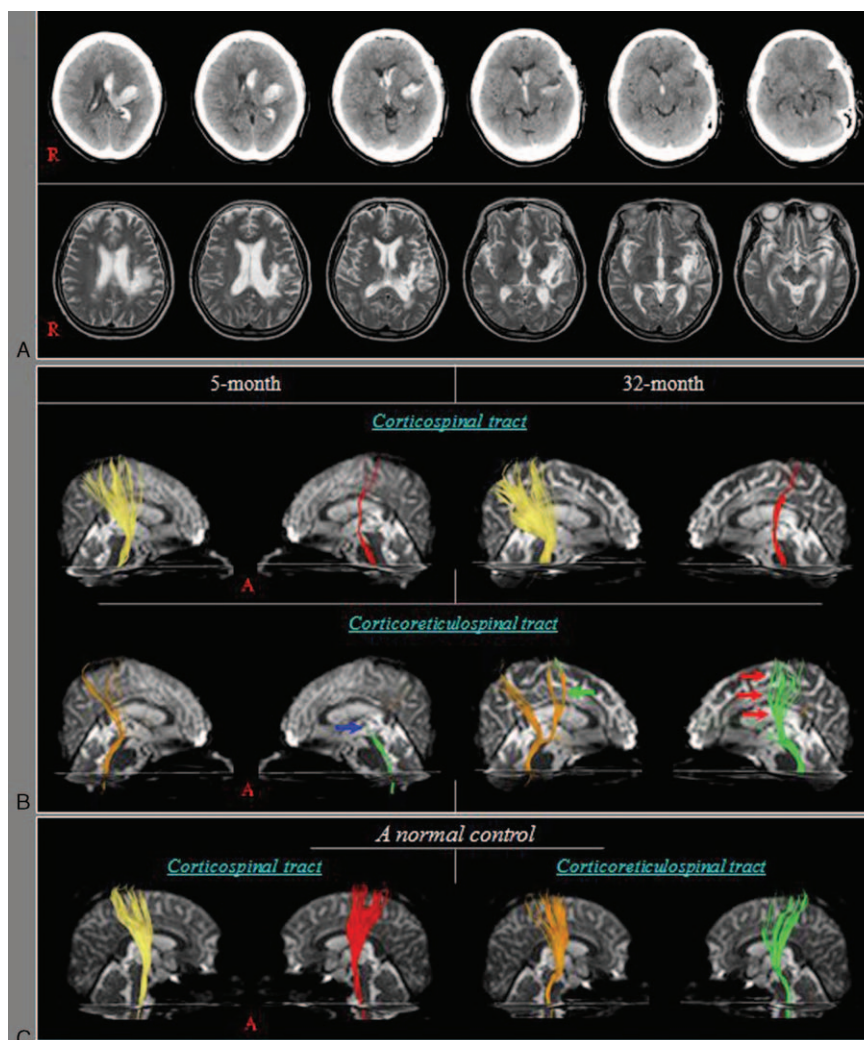 R
R
A
5-month 32-month
Corticospinal tract
A
Corticoreticulospinal tract
A
B
A normal control
Corticospinal tract Corticoreticulospinal tract
A
C